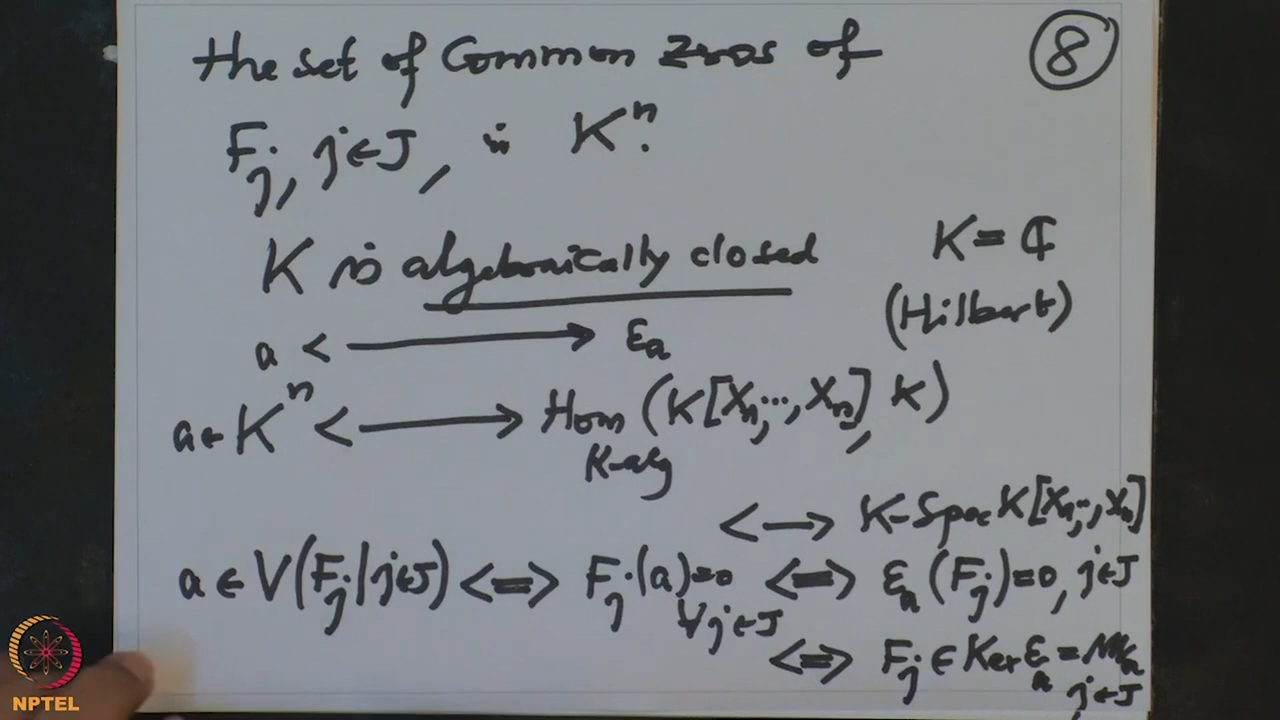 the set of Common zeros of
⑧
F_j, j∈J, in K^n.
K is algebraically closed
K = ℂ
(Hilbert)
a <⟶ ε_a
a∈K^n <⟶ Hom_{K-alg} (K[X_1,…,X_n], K)
<⟶ K-Spec K[X_1,…,X_n]
a ∈ V(F_j | j∈J) <=> F_j(a)=0 ∀ j∈J <=> ε_a(F_j)=0, j∈J
<=> F_j ∈ Ker ε_a = 𝔪_a j∈J
NPTEL